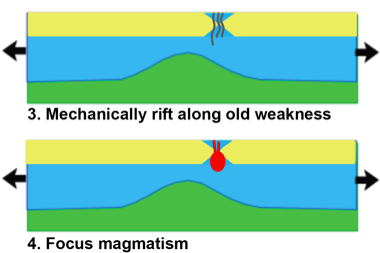 3. Mechanically rift along old weakness
4. Focus magmatism